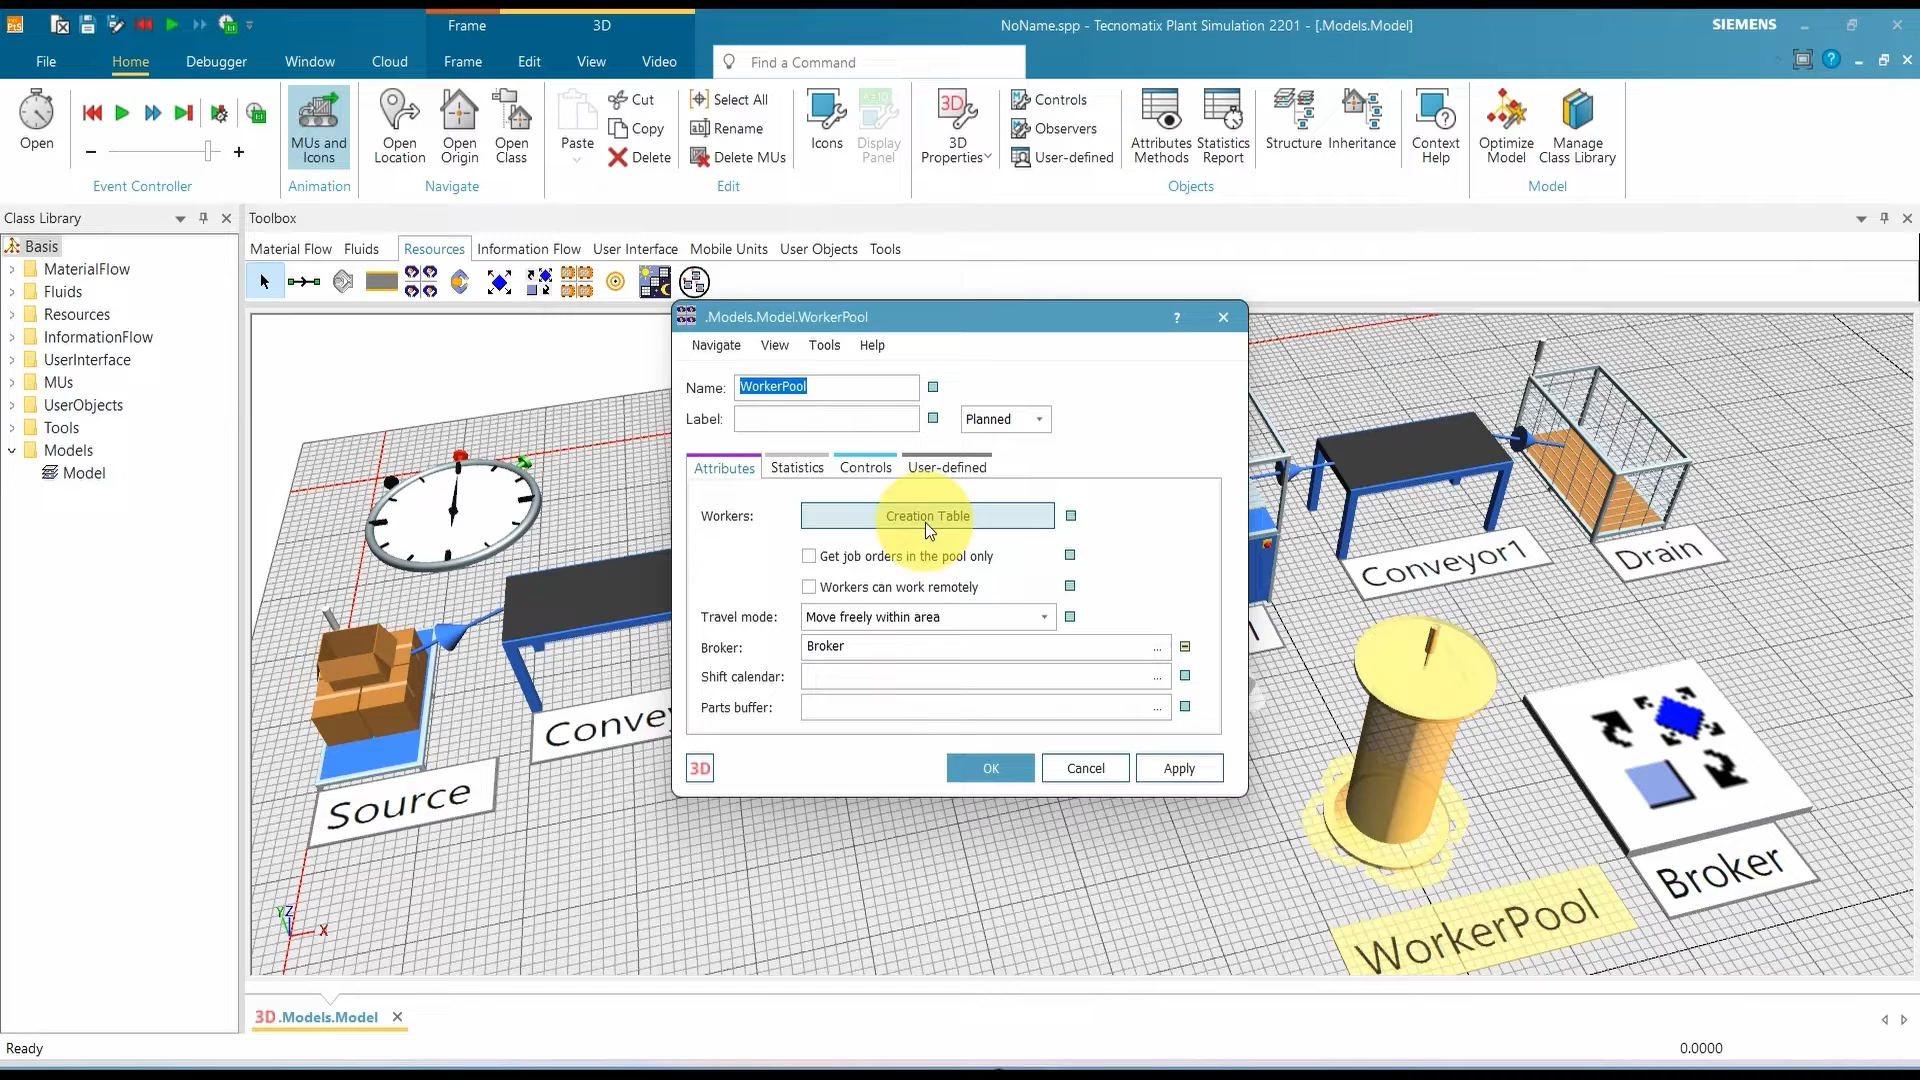 Frame 3D NoName.spp - Tecnomatix Plant Simulation 2201 - [.Models.Model] SIEMENS
File Home Debugger Window Cloud Frame Edit View Video Find a Command
Open
MUs and Icons
Open Location
Open Origin
Open Class
Paste
Cut
Copy
Delete
Select All
Rename
Delete MUs
Icons
Display Panel
3D Properties
Controls
Observers
User-defined
Attributes Methods
Statistics Report
Structure
Inheritance
Context Help
Optimize Model
Manage Class Library
Event Controller Animation Navigate Edit Objects Model
Class Library
Basis
MaterialFlow
Fluids
Resources
InformationFlow
UserInterface
MUs
UserObjects
Tools
Models
Model
Toolbox
Material Flow Fluids Resources Information Flow User Interface Mobile Units User Objects Tools
.Models.Model.WorkerPool ?
Navigate View Tools Help
Name: WorkerPool
Label: Planned
Attributes Statistics Controls User-defined
Workers: Creation Table
Get job orders in the pool only
Workers can work remotely
Travel mode: Move freely within area
Broker: Broker ...
Shift calendar: ...
Parts buffer: ...
3D OK Cancel Apply
Source
Conve
Conveyor1
Drain
WorkerPool
Broker
Z
Y
X
3D .Models.Model
Ready 0.0000